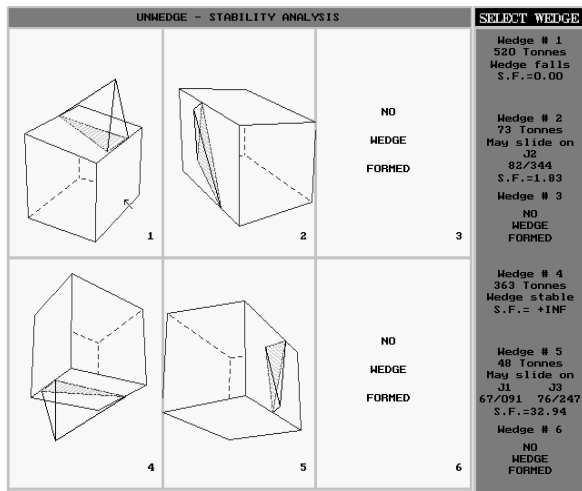 UNWEDGE - STABILITY ANALYSIS
SELECT WEDGE
1
2
NO
WEDGE
FORMED
3
4
5
NO
WEDGE
FORMED
6
Wedge # 1
520 Tonnes
Wedge falls
S.F.=0.00
Wedge # 2
73 Tonnes
May slide on
J2
82/344
S.F.=1.83
Wedge # 3
NO
WEDGE
FORMED
Wedge # 4
363 Tonnes
Wedge stable
S.F.= +INF
Wedge # 5
48 Tonnes
May slide on
J1 J3
67/091 76/247
S.F.=32.94
Wedge # 6
NO
WEDGE
FORMED